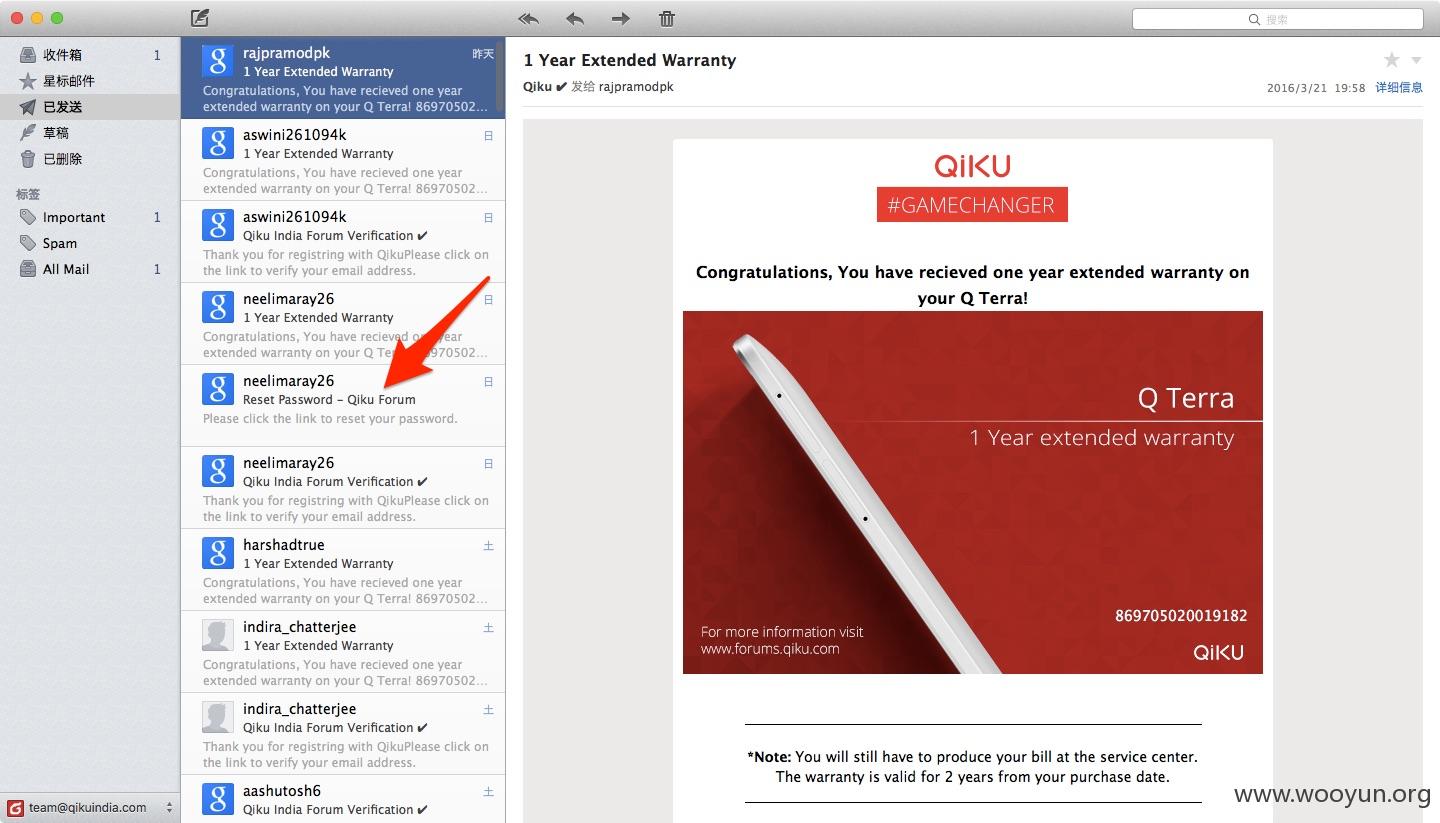 搜索
收件箱 1
星标邮件
已发送
草稿
已删除
标签
Important 1
Spam
All Mail 1
team@qikuindia.com
rajpramodpk 昨天
1 Year Extended Warranty
Congratulations, You have recieved one year
extended warranty on your Q Terra! 86970502...
aswini261094k 日
1 Year Extended Warranty
Congratulations, You have recieved one year
extended warranty on your Q Terra! 86970502...
aswini261094k 日
Qiku India Forum Verification ✔
Thank you for registering with QikuPlease click on
the link to verify your email address.
neelimaray26 日
1 Year Extended Warranty
Congratulations, You have recieved year
extended warranty on your Q 970502...
neelimaray26 日
Reset Password – Qiku Forum
Please click the link to reset your password.
neelimaray26 日
Qiku India Forum Verification ✔
Thank you for registering with QikuPlease click on
the link to verify your email address.
harshadtrue 土
1 Year Extended Warranty
Congratulations, You have recieved one year
extended warranty on your Q Terra! 86970502...
indira_chatterjee 土
1 Year Extended Warranty
Congratulations, You have recieved one year
extended warranty on your Q Terra! 86970502...
indira_chatterjee 土
Qiku India Forum Verification ✔
Thank you for registering with QikuPlease click on
the link to verify your email address.
aashutosh6 土
Qiku India Forum Verification ✔
1 Year Extended Warranty
Qiku ✔ 发给 rajpramodpk
2016/3/21 19:58 详细信息
QiKU
#GAMECHANGER
Congratulations, You have recieved one year extended warranty on
your Q Terra!
Q Terra
1 Year extended warranty
869705020019182
For more information visit
www.forums.qiku.com
QiKU
*Note: You will still have to produce your bill at the service center.
The warranty is valid for 2 years from your purchase date.
www.wooyun.org